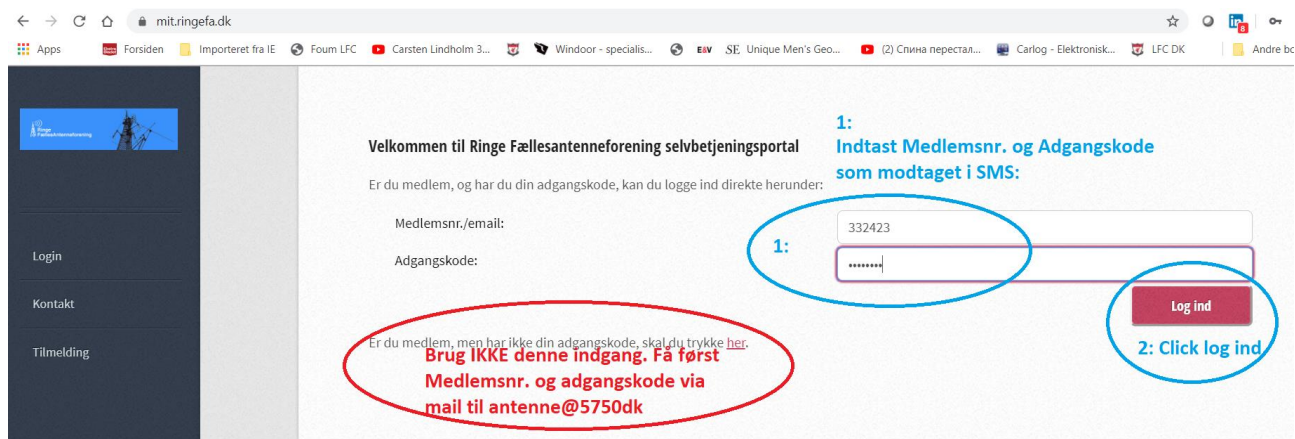 mit.ringefa.dk
8
Apps
Forsiden
Importeret fra IE
Foum LFC
Carsten Lindholm 3...
Windoor - specialis...
E&V
SE Unique Men's Geo...
(2) Спина перестал...
Carlog - Elektronisk...
LFC DK
Andre bo
Ringe
Fællesantenneforening
Login
Kontakt
Tilmelding
Velkommen til Ringe Fællesantenneforening selvbetjeningsportal
Er du medlem, og har du din adgangskode, kan du logge ind direkte herunder:
1:
Indtast Medlemsnr. og Adgangskode
som modtaget i SMS:
Medlemsnr./email:
332423
1:
Adgangskode:
••••••••
Log ind
2: Click log ind
Er du medlem, men har ikke din adgangskode, skal du trykke her.
Brug IKKE denne indgang. Få først
Medlemsnr. og adgangskode via
mail til antenne@5750dk